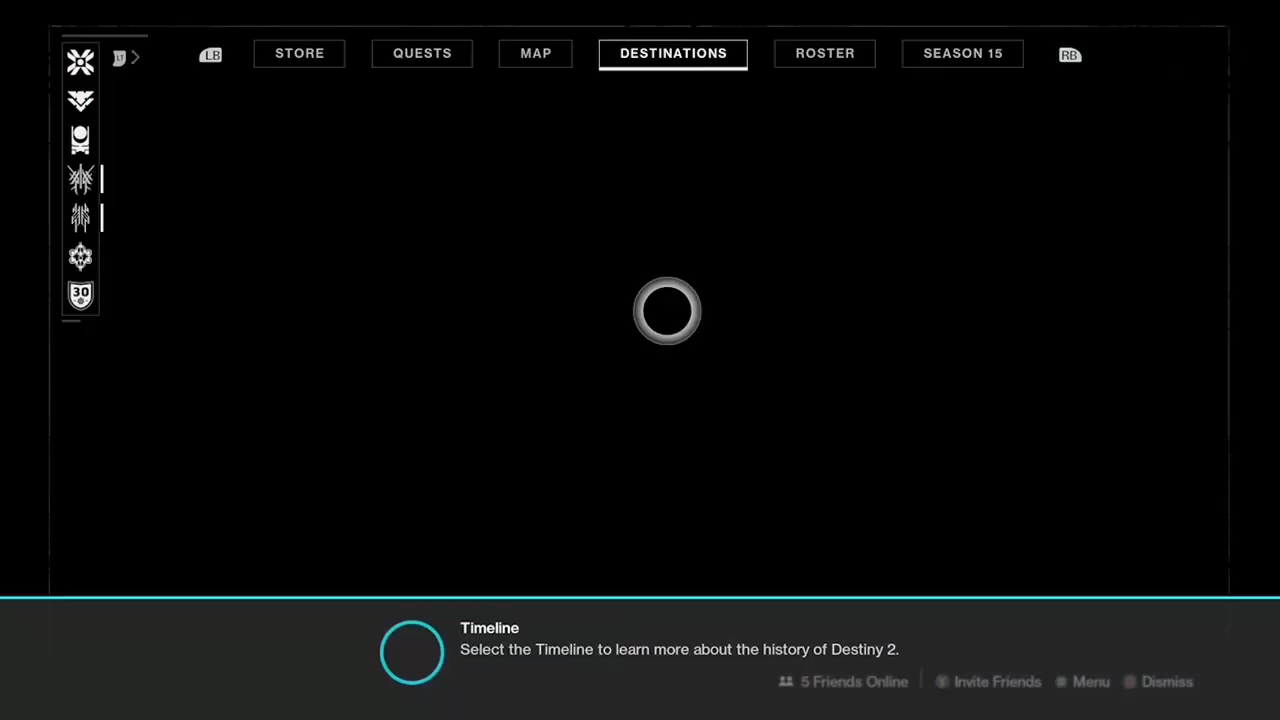 LT
LB
STORE
QUESTS
MAP
DESTINATIONS
ROSTER
SEASON 15
RB
30
Timeline
Select the Timeline to learn more about the history of Destiny 2.
5 Friends Online
Y Invite Friends
Menu
Dismiss